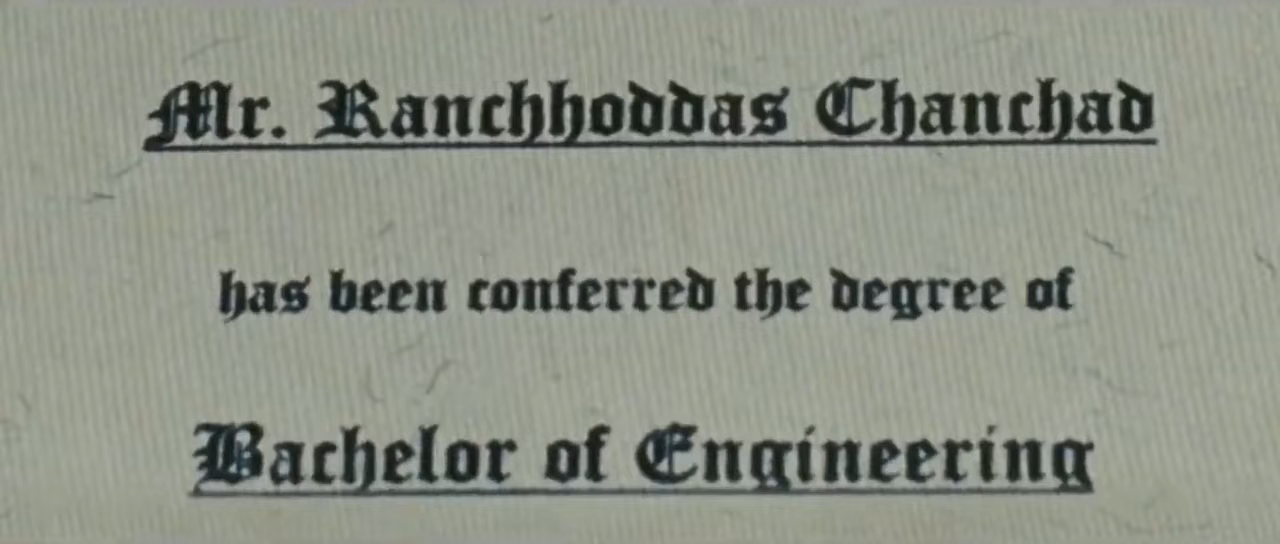 Mr. Ranchhoddas Chanchad
has been conferred the degree of
Bachelor of Engineering